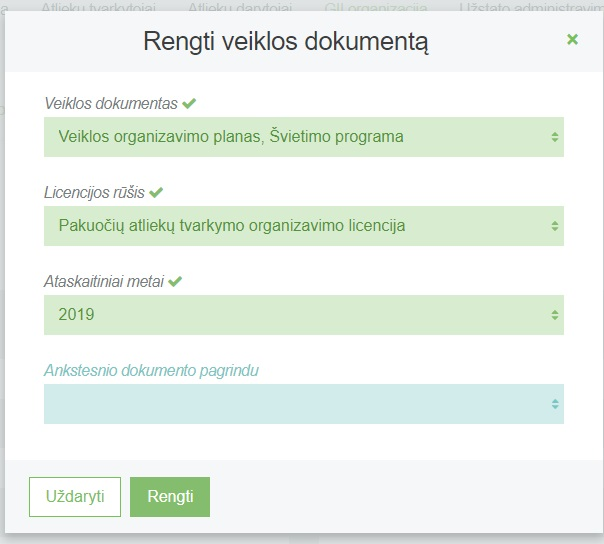 Atliekų tvarkytojai Atliekų darytojai GII organizacija Užstato administravim
Rengti veiklos dokumentą
Veiklos dokumentas
Veiklos organizavimo planas, Švietimo programa
Licencijos rūšis
Pakuočių atliekų tvarkymo organizavimo licencija
Ataskaitiniai metai
2019
Ankstesnio dokumento pagrindu
Uždaryti Rengti